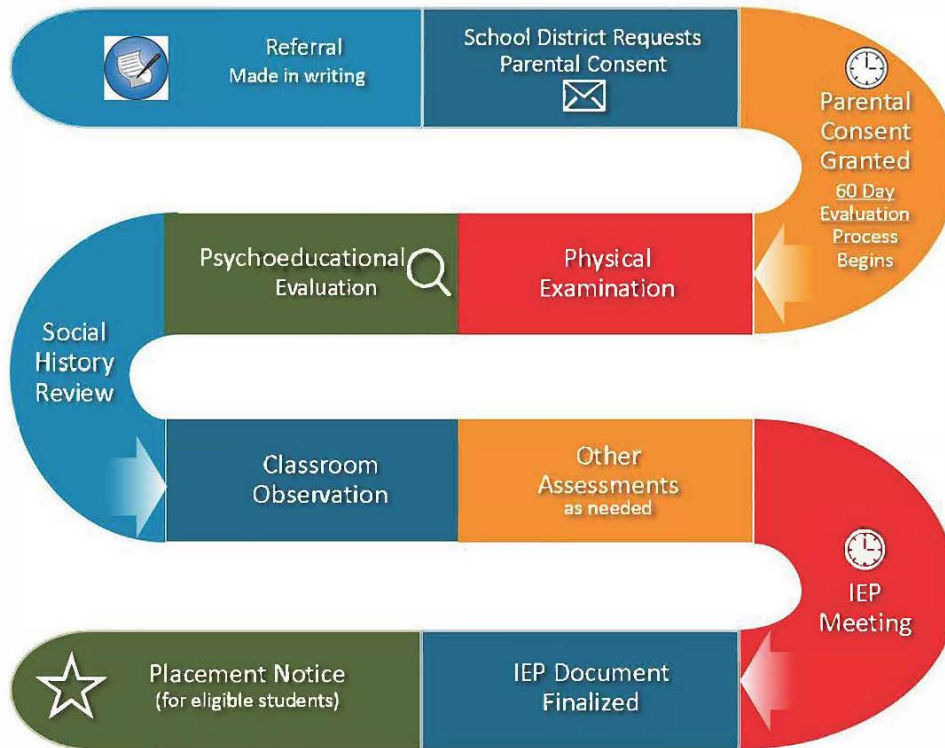 Referral
Made in writing
School District Requests
Parental Consent
Parental
Consent
Granted
60 Day
Evaluation
Process
Begins
Physical
Examination
Psychoeducational
Evaluation
Social
History
Review
Classroom
Observation
Other
Assessments
as needed
IEP
Meeting
IEP Document
Finalized
Placement Notice
(for eligible students)